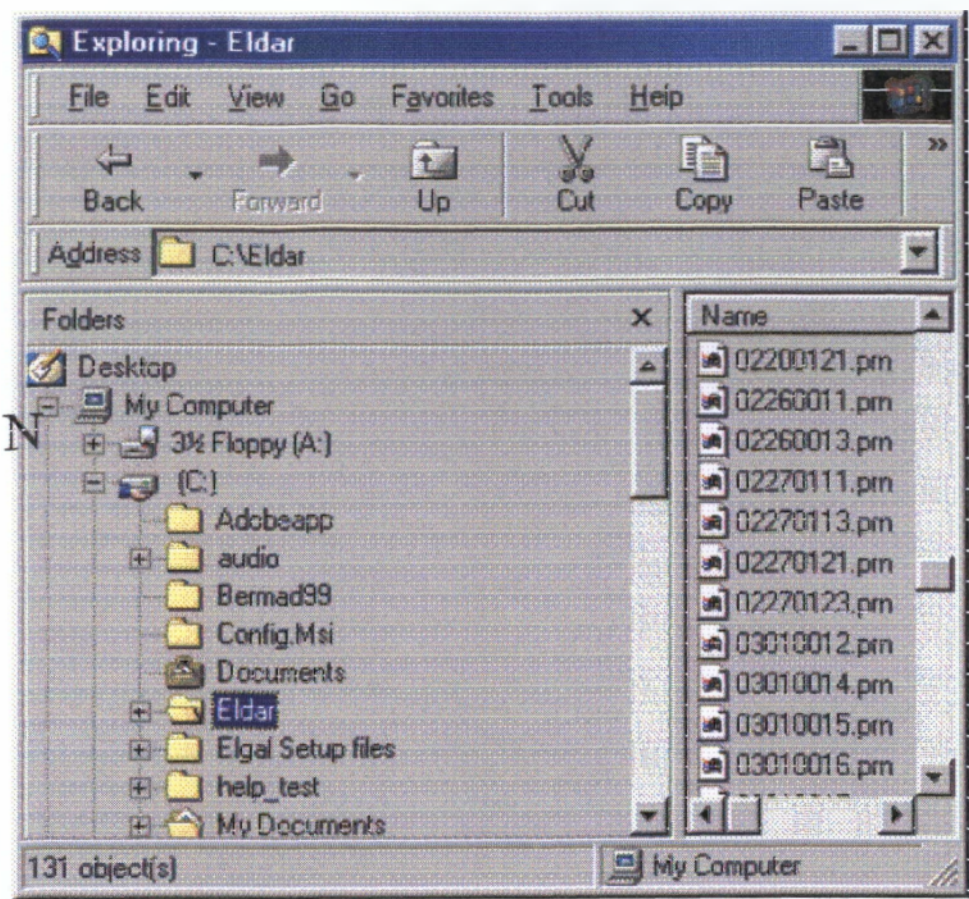 Exploring - Eldar
File Edit View Go Favorites Tools Help
Back Forward Up Cut Copy Paste »
Address C:\Eldar
Folders
Desktop
My Computer
N
3½ Floppy (A:)
(C:)
Adobeapp
audio
Bermad99
Config.Msi
Documents
Eldar
Elgal Setup files
help_test
My Documents
Name
02200121.prn
02260011.prn
02260013.prn
02270111.prn
02270113.prn
02270121.prn
02270123.prn
03010012.prn
03010014.prn
03010015.prn
03010016.prn
131 object(s)
My Computer